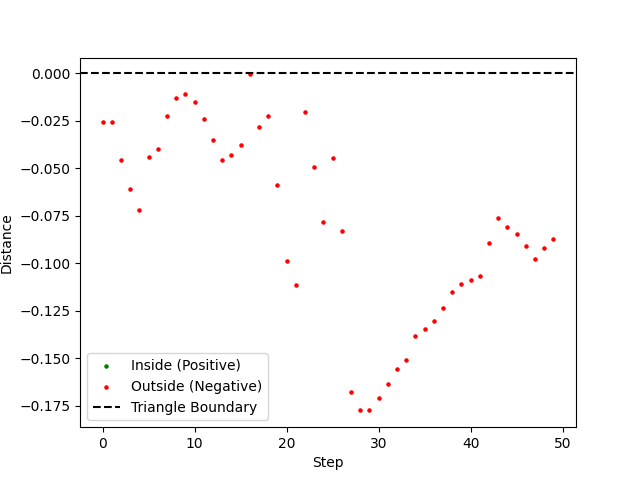 0.000
−0.025
−0.050
−0.075
−0.100
−0.125
−0.150
−0.175
Distance
Inside (Positive)
Outside (Negative)
Triangle Boundary
0 10 20 30 40 50
Step